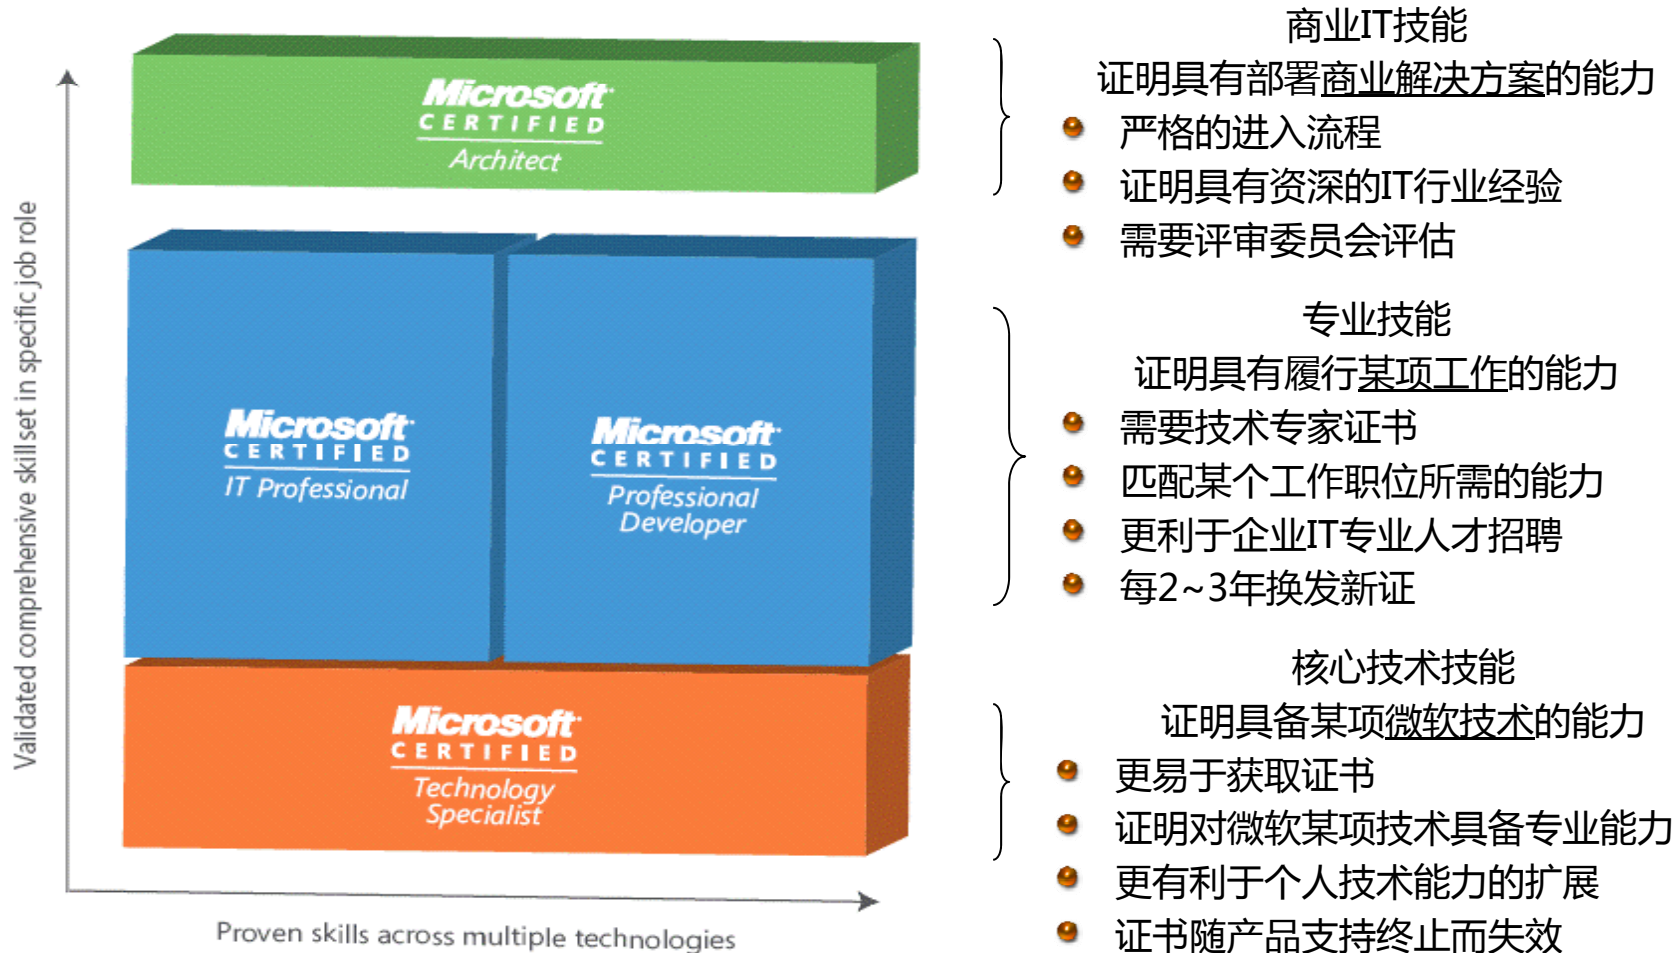 Validated comprehensive skillset in specific job role
Microsoft
CERTIFIED
Architect
Microsoft
CERTIFIED
IT Professional
Microsoft
CERTIFIED
Professional
Developer
Microsoft
CERTIFIED
Technology
Specialist
Proven skills across multiple technologies
商业IT技能
证明具有部署商业解决方案的能力
严格的进入流程
证明具有资深的IT行业经验
需要评审委员会评估
专业技能
证明具有履行某项工作的能力
需要技术专家证书
匹配某个工作职位所需的能力
更利于企业IT专业人才招聘
每2~3年换发新证
核心技术技能
证明具备某项微软技术的能力
更易于获取证书
证明对微软某项技术具备专业能力
更有利于个人技术能力的扩展
证书随产品支持终止而失效